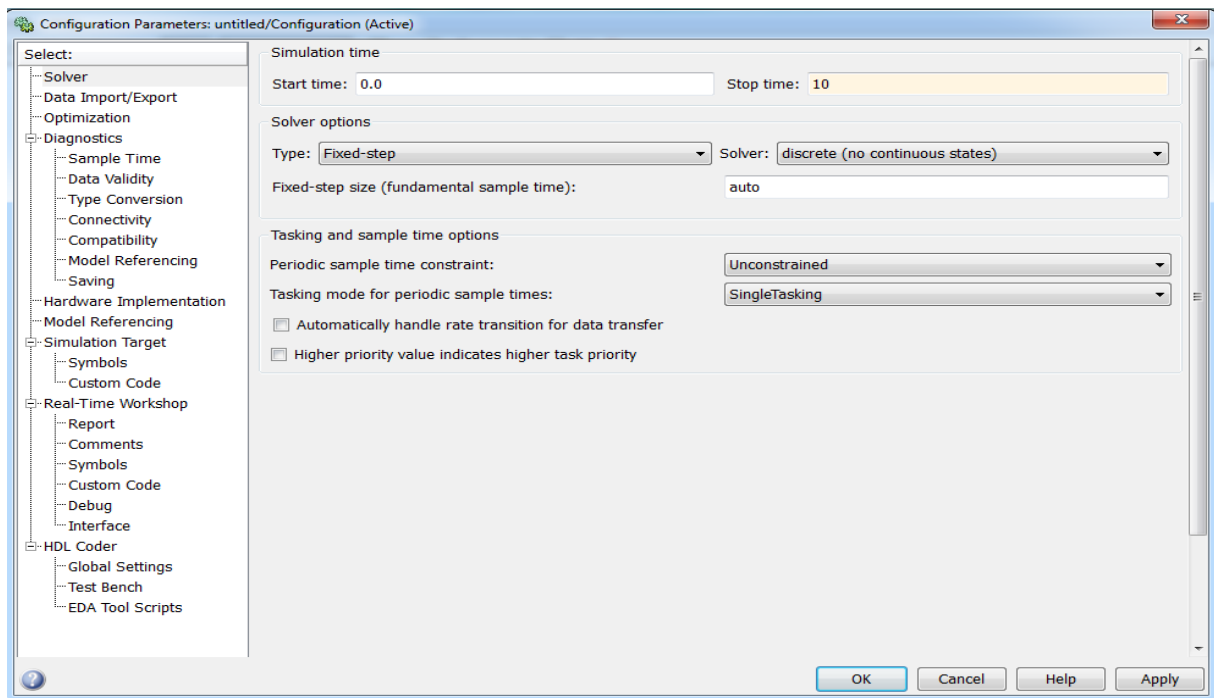 Configuration Parameters: untitled/Configuration (Active)
Select:
Solver
Data Import/Export
Optimization
Diagnostics
Sample Time
Data Validity
Type Conversion
Connectivity
Compatibility
Model Referencing
Saving
Hardware Implementation
Model Referencing
Simulation Target
Symbols
Custom Code
Real-Time Workshop
Report
Comments
Symbols
Custom Code
Debug
Interface
HDL Coder
Global Settings
Test Bench
EDA Tool Scripts
Simulation time
Start time: 0.0 Stop time: 10
Solver options
Type: Fixed-step Solver: discrete (no continuous states)
Fixed-step size (fundamental sample time): auto
Tasking and sample time options
Periodic sample time constraint: Unconstrained
Tasking mode for periodic sample times: SingleTasking
Automatically handle rate transition for data transfer
Higher priority value indicates higher task priority
OK Cancel Help Apply